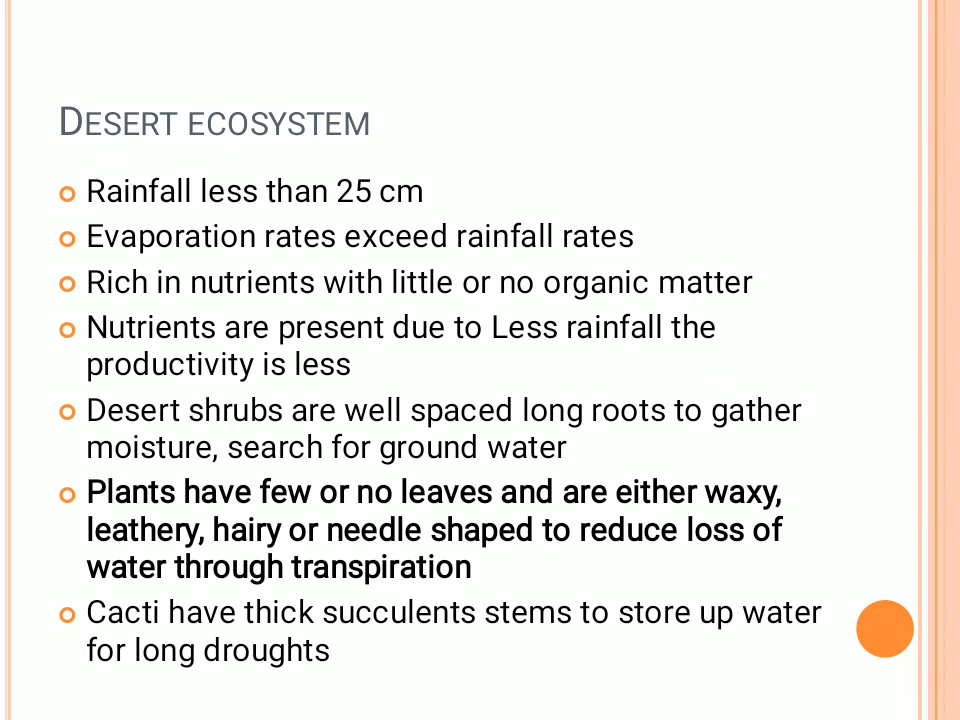 DESERT ECOSYSTEM
Rainfall less than 25 cm
Evaporation rates exceed rainfall rates
Rich in nutrients with little or no organic matter
Nutrients are present due to Less rainfall the
productivity is less
Desert shrubs are well spaced long roots to gather
moisture, search for ground water
Plants have few or no leaves and are either waxy,
leathery, hairy or needle shaped to reduce loss of
water through transpiration
Cacti have thick succulents stems to store up water
for long droughts